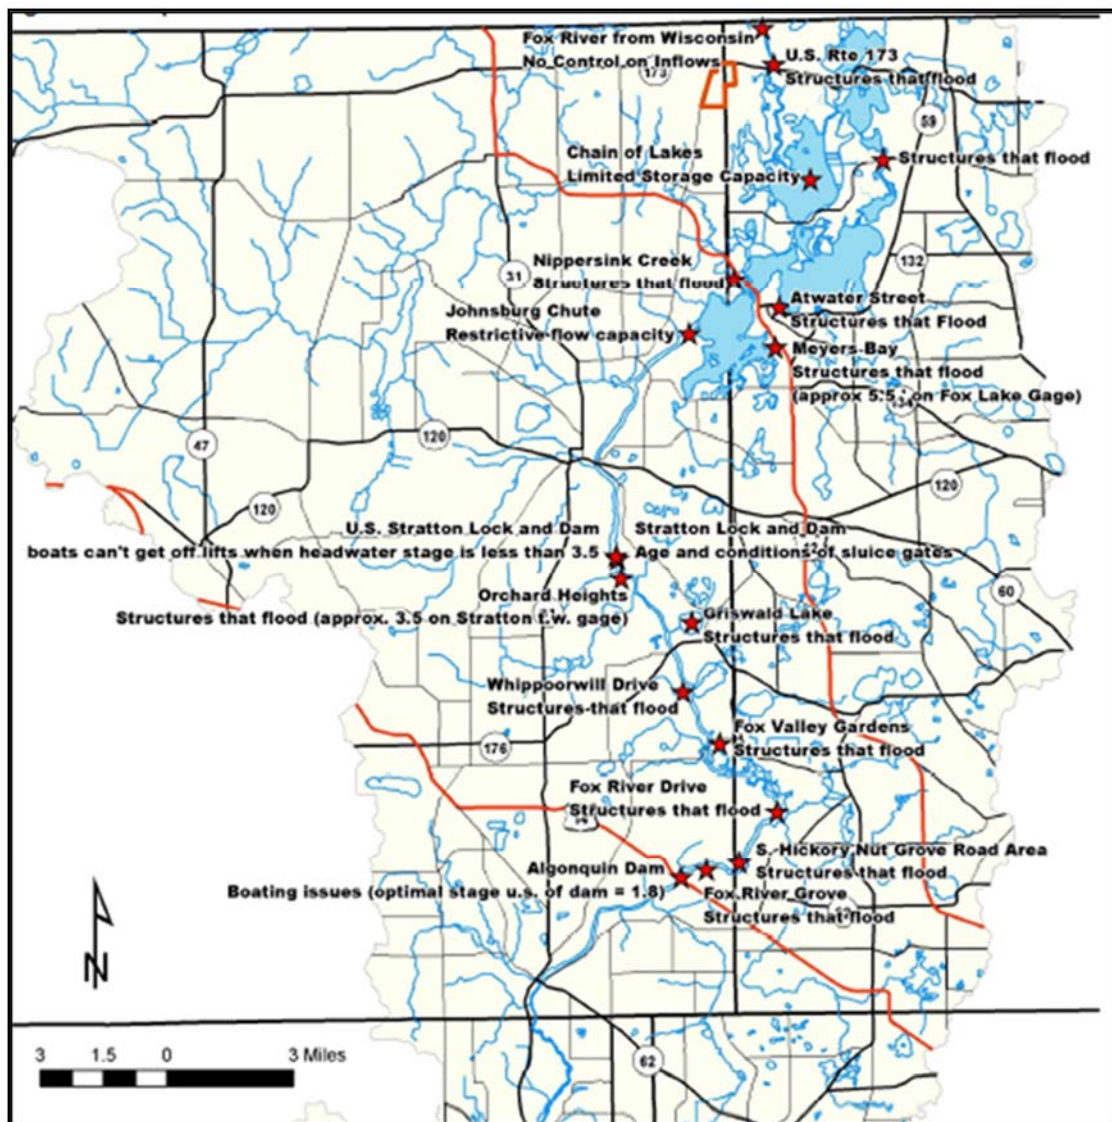 Fox River from Wisconsin
No Control on Inflows
173
U.S. Rte 173
Structures that flood
59
Structures that flood
Chain of Lakes
Limited Storage Capacity
132
Nippersink Creek
Structures that flood
31
Atwater Street
Structures that Flood
Johnsburg Chute
Restrictive flow capacity
Meyers Bay
Structures that flood
(approx 5.5 ' on Fox Lake Gage)
134
120
47
120
120
U.S. Stratton Lock and Dam
boats can't get off lifts when headwater stage is less than 3.5
Stratton Lock and Dam
Age and conditions of sluice gates
Orchard Heights
Structures that flood (approx. 3.5 on Stratton t.w. gage)
60
Griswald Lake
Structures that flood
Whippoorwill Drive
Structures that flood
176
Fox Valley Gardens
Structures that flood
Fox River Drive
Structures that flood
S. Hickory Nut Grove Road Area
Structures that flood
Algonquin Dam
Boating issues (optimal stage u.s. of dam = 1.8)
Fox River Grove
Structures that flood
N
3 1.5 0 3 Miles
62